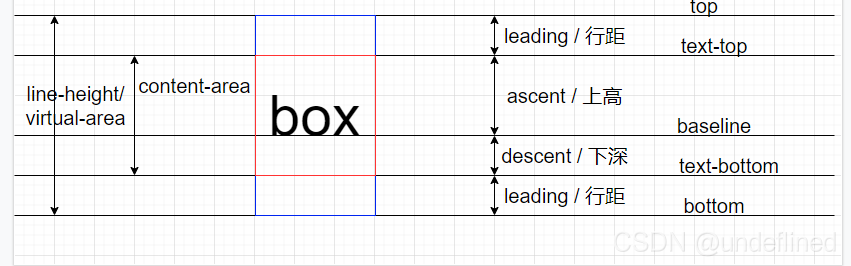 top
leading / 行距
text-top
content-area
line-height/
virtual-area
ascent / 上高
box
baseline
descent / 下深
text-bottom
leading / 行距
bottom
CSDN @undeflined